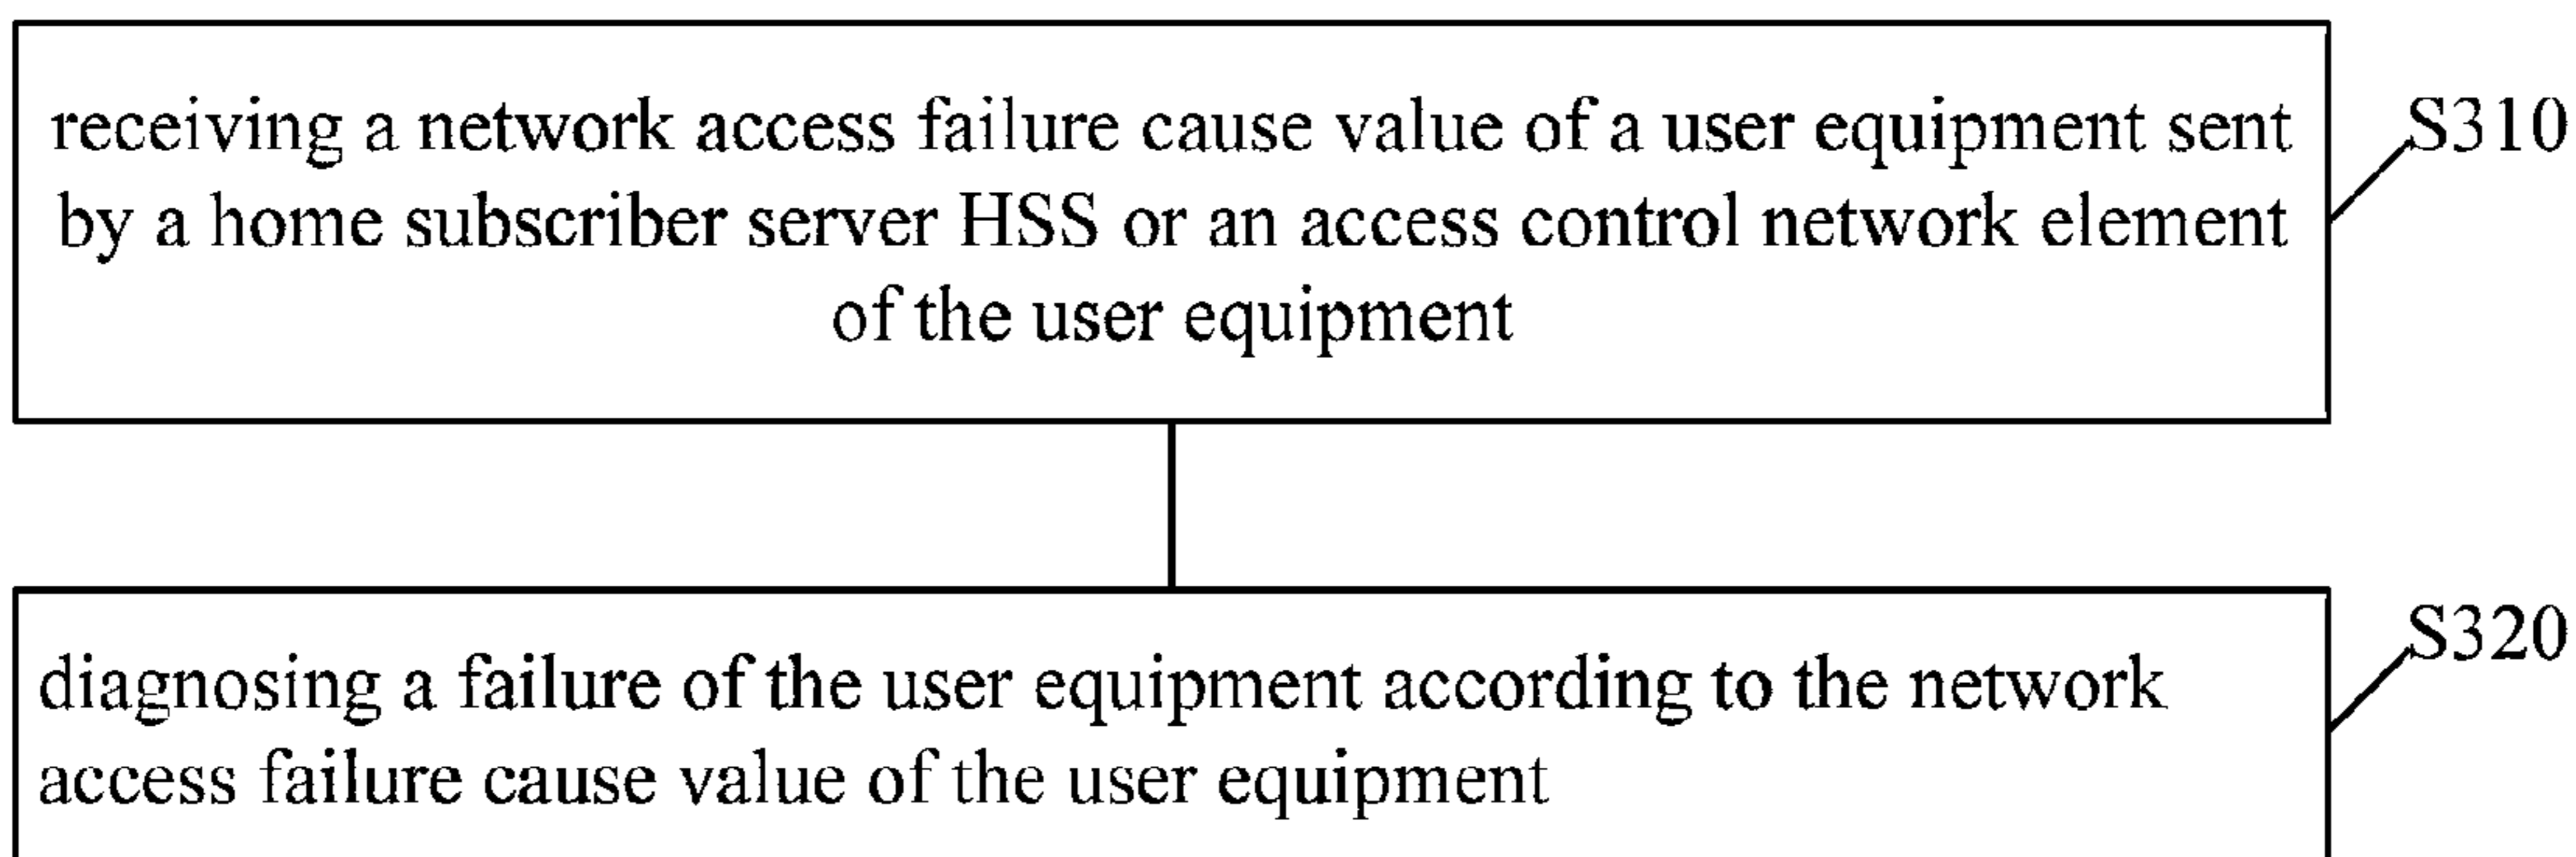 receiving a network access failure cause value of a user equipment sent
by a home subscriber server HSS or an access control network element
of the user equipment
S310
diagnosing a failure of the user equipment according to the network
access failure cause value of the user equipment
S320